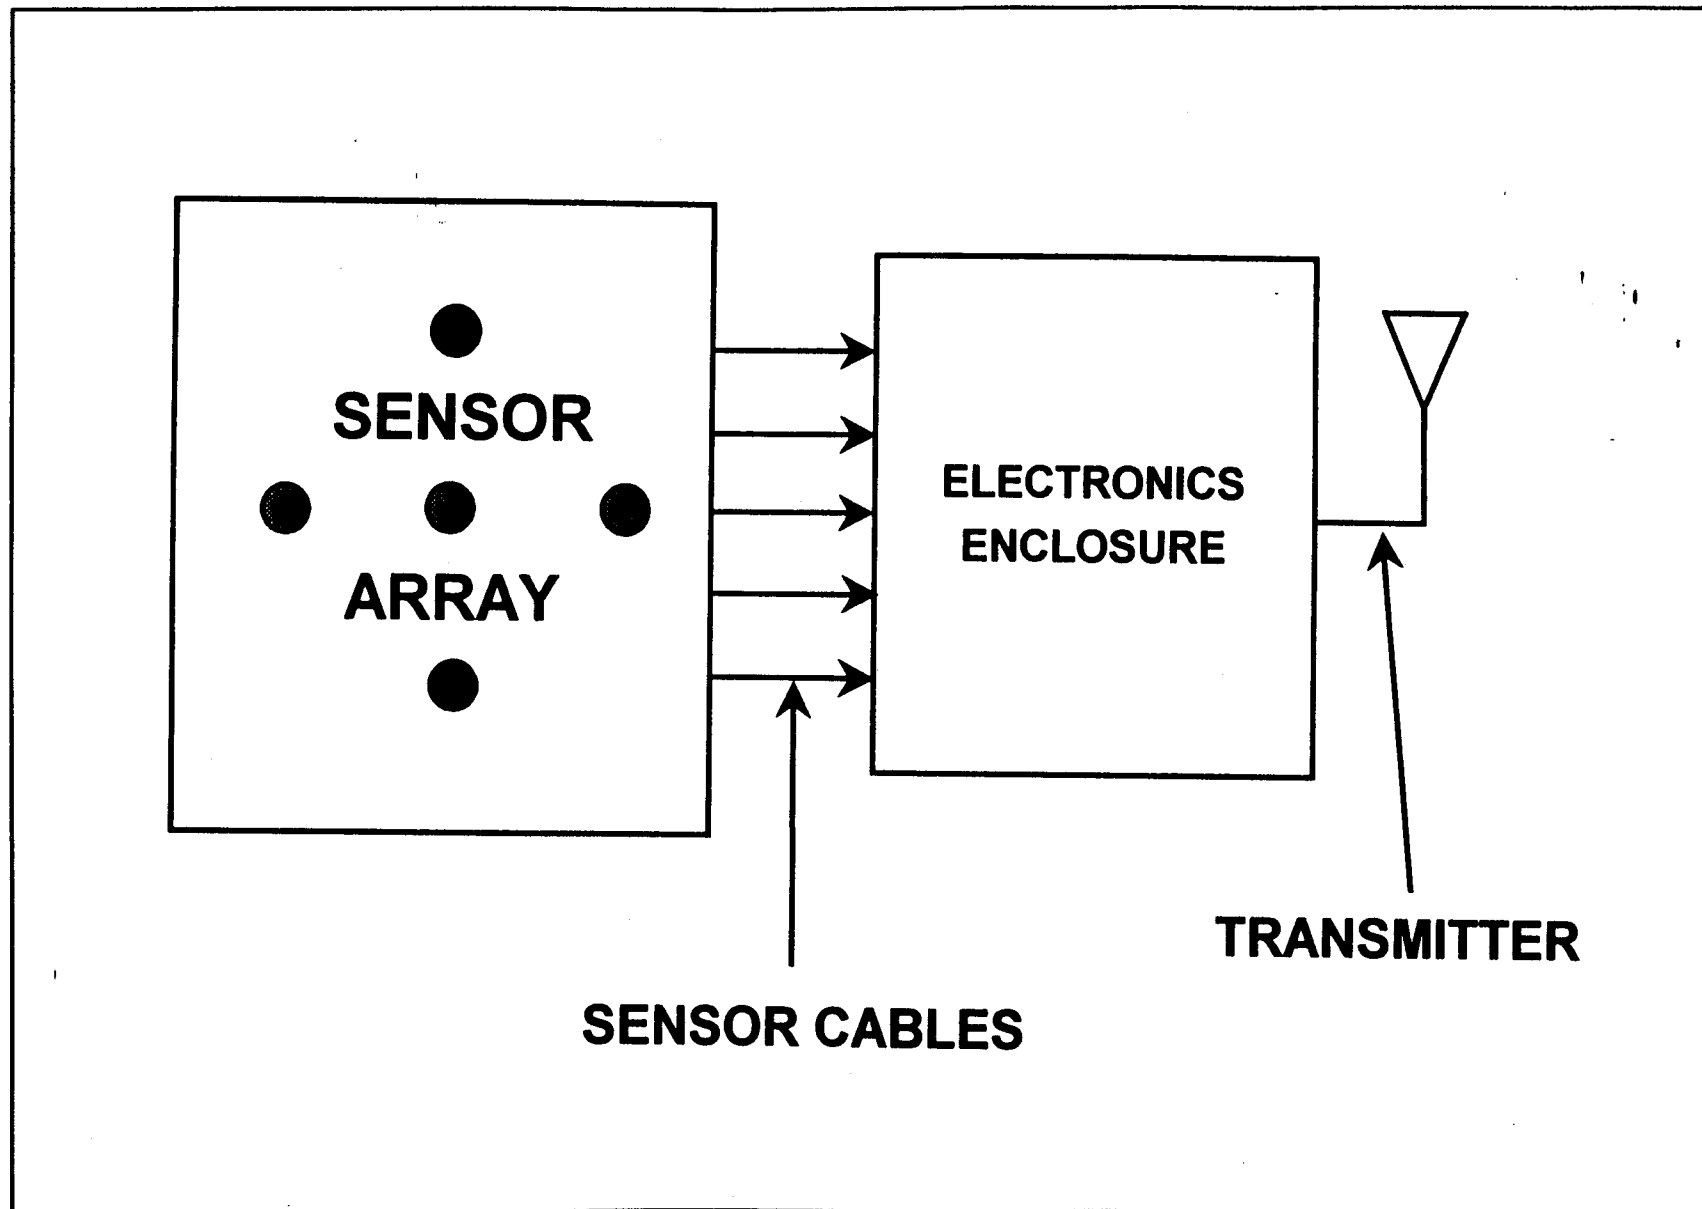 SENSOR
ARRAY
ELECTRONICS
ENCLOSURE
TRANSMITTER
SENSOR CABLES